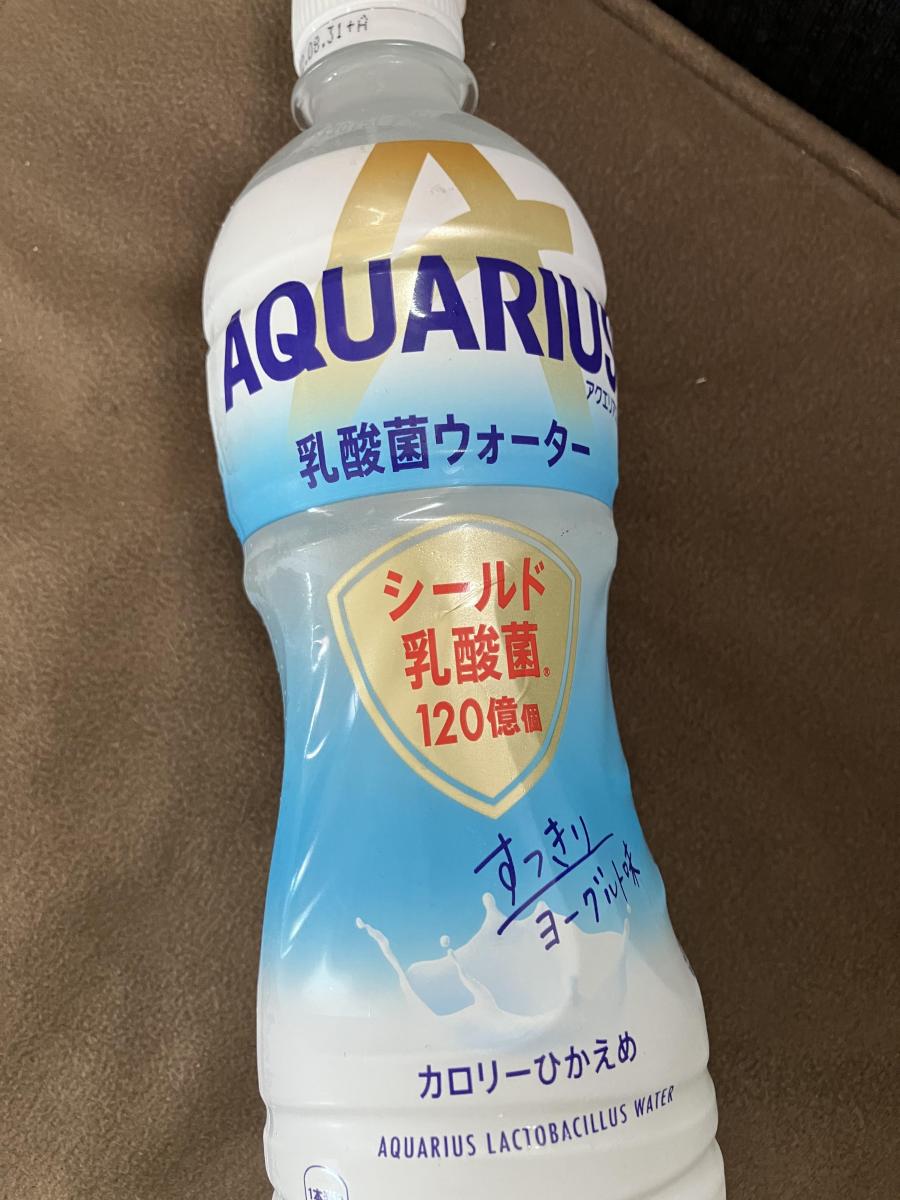 .08.31+A
AQUARIUS
乳酸菌ウォーター
シールド
乳酸菌®
120億個
すっきり
ヨーグルト味
カロリーひかえめ
AQUARIUS LACTOBACILLUS WATER